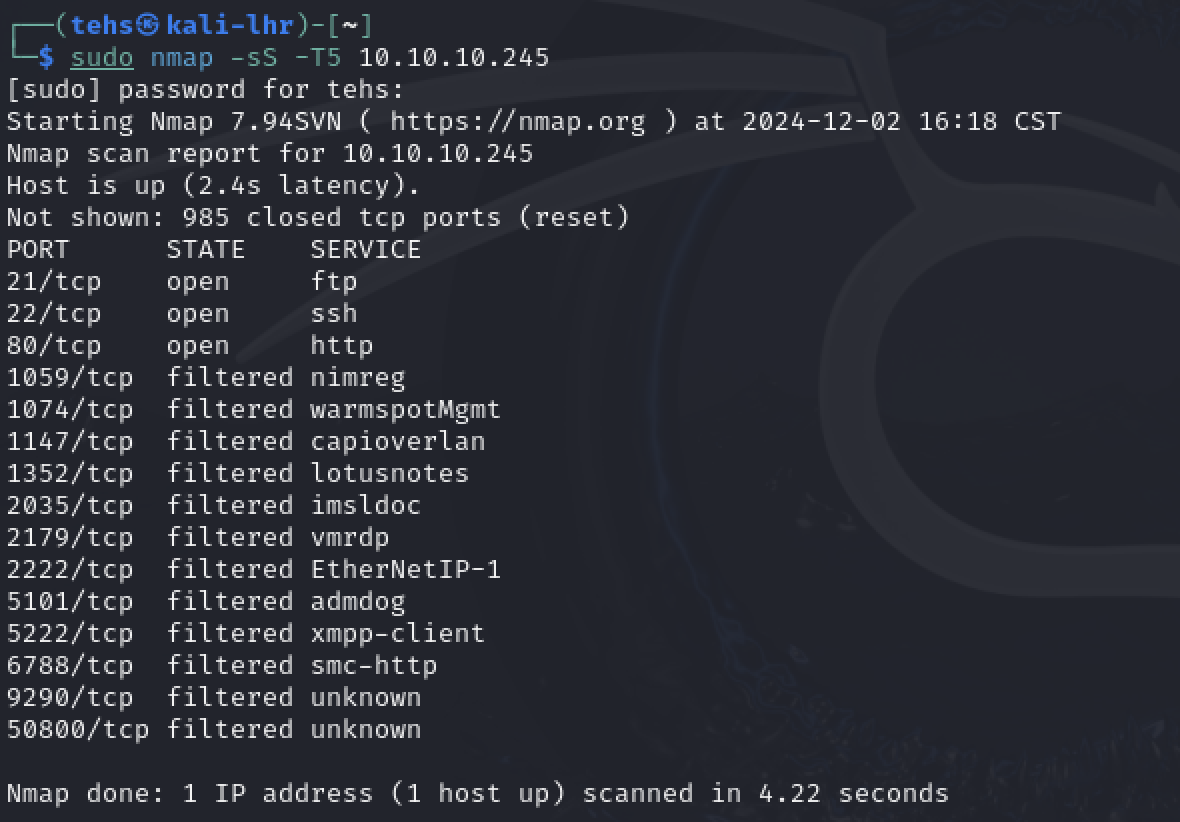 ┌──(tehs㉿kali-lhr)-[~]
└─$ sudo nmap -sS -T5 10.10.10.245
[sudo] password for tehs:
Starting Nmap 7.94SVN ( https://nmap.org ) at 2024-12-02 16:18 CST
Nmap scan report for 10.10.10.245
Host is up (2.4s latency).
Not shown: 985 closed tcp ports (reset)
PORT      STATE    SERVICE
21/tcp    open     ftp
22/tcp    open     ssh
80/tcp    open     http
1059/tcp  filtered nimreg
1074/tcp  filtered warmspotMgmt
1147/tcp  filtered capioverlan
1352/tcp  filtered lotusnotes
2035/tcp  filtered imsldoc
2179/tcp  filtered vmrdp
2222/tcp  filtered EtherNetIP-1
5101/tcp  filtered admdog
5222/tcp  filtered xmpp-client
6788/tcp  filtered smc-http
9290/tcp  filtered unknown
50800/tcp filtered unknown
Nmap done: 1 IP address (1 host up) scanned in 4.22 seconds